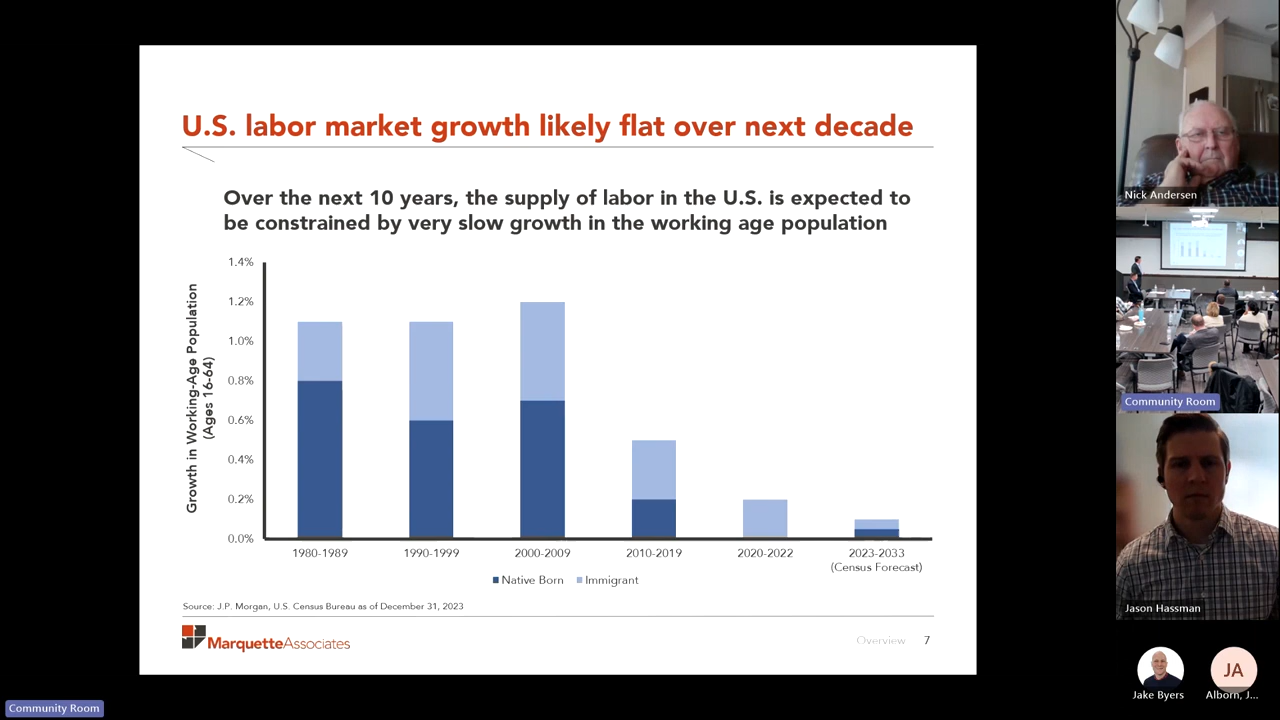 U.S. labor market growth likely flat over next decade
Over the next 10 years, the supply of labor in the U.S. is expected to
be constrained by very slow growth in the working age population
Growth in Working-Age Population
(Ages 16-64)
1.4%
1.2%
1.0%
0.8%
0.6%
0.4%
0.2%
0.0%
1980-1989
1990-1999
2000-2009
2010-2019
2020-2022
2023-2033
(Census Forecast)
Native Born
Immigrant
Source: J.P. Morgan, U.S. Census Bureau as of December 31, 2023
MarquetteAssociates
Overview
7
Nick Andersen
Community Room
Jason Hassman
JA
Jake Byers
Alborn, J...
Community Room